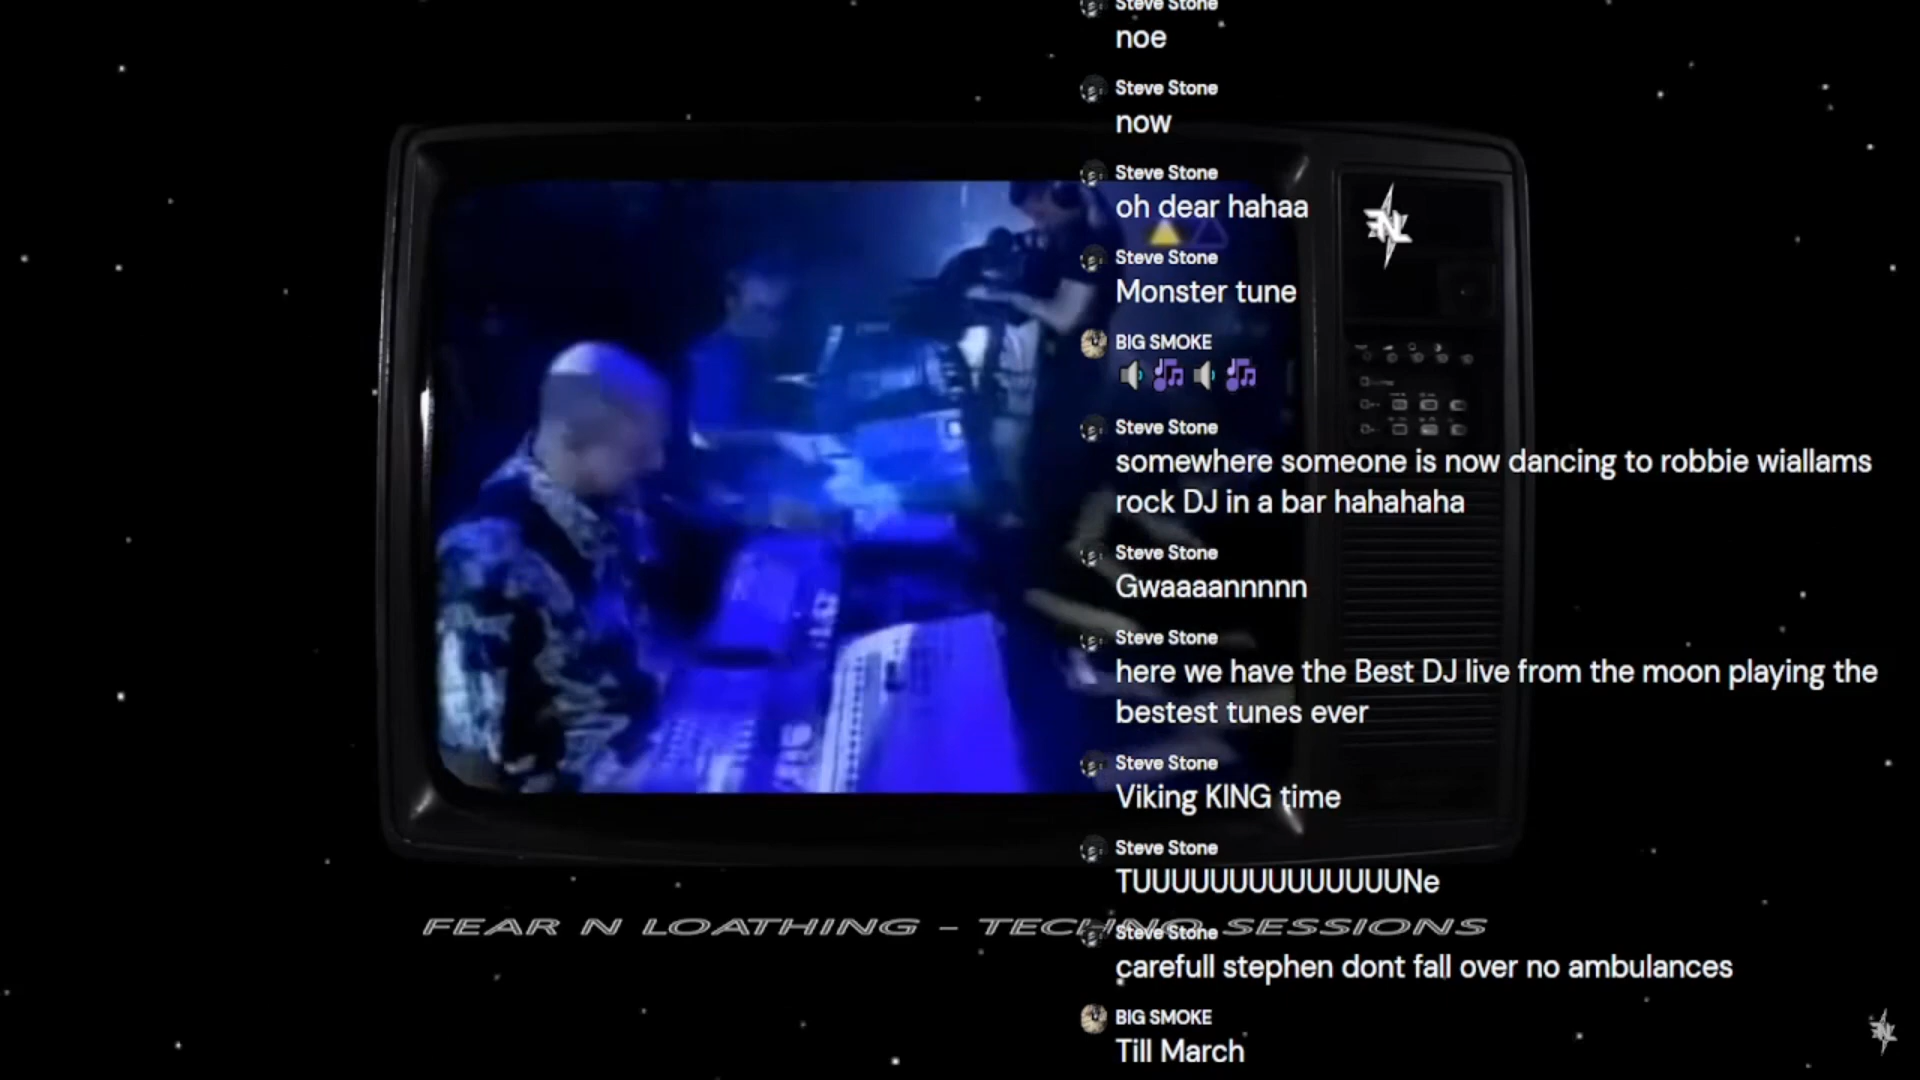 Steve Stone
noe
Steve Stone
now
Steve Stone
oh dear hahaa
Steve Stone
Monster tune
BIG SMOKE
🔉🎶🔉🎶
Steve Stone
somewhere someone is now dancing to robbie wiallams
rock DJ in a bar hahahaha
Steve Stone
Gwaaaannnnn
Steve Stone
here we have the Best DJ live from the moon playing the
bestest tunes ever
Steve Stone
Viking KING time
Steve Stone
TUUUUUUUUUUUUUUNe
FEAR N LOATHING - TECHNO SESSIONS
Steve Stone
carefull stephen dont fall over no ambulances
BIG SMOKE
Till March
FNL